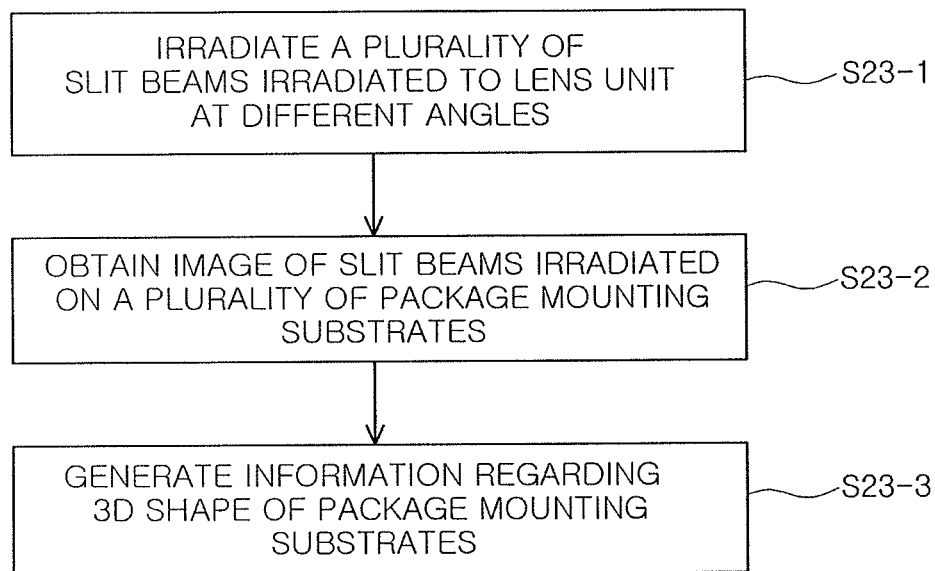 IRRADIATE A PLURALITY OF
SLIT BEAMS IRRADIATED TO LENS UNIT
AT DIFFERENT ANGLES
S23-1
OBTAIN IMAGE OF SLIT BEAMS IRRADIATED
ON A PLURALITY OF PACKAGE MOUNTING
SUBSTRATES
S23-2
GENERATE INFORMATION REGARDING
3D SHAPE OF PACKAGE MOUNTING
SUBSTRATES
S23-3